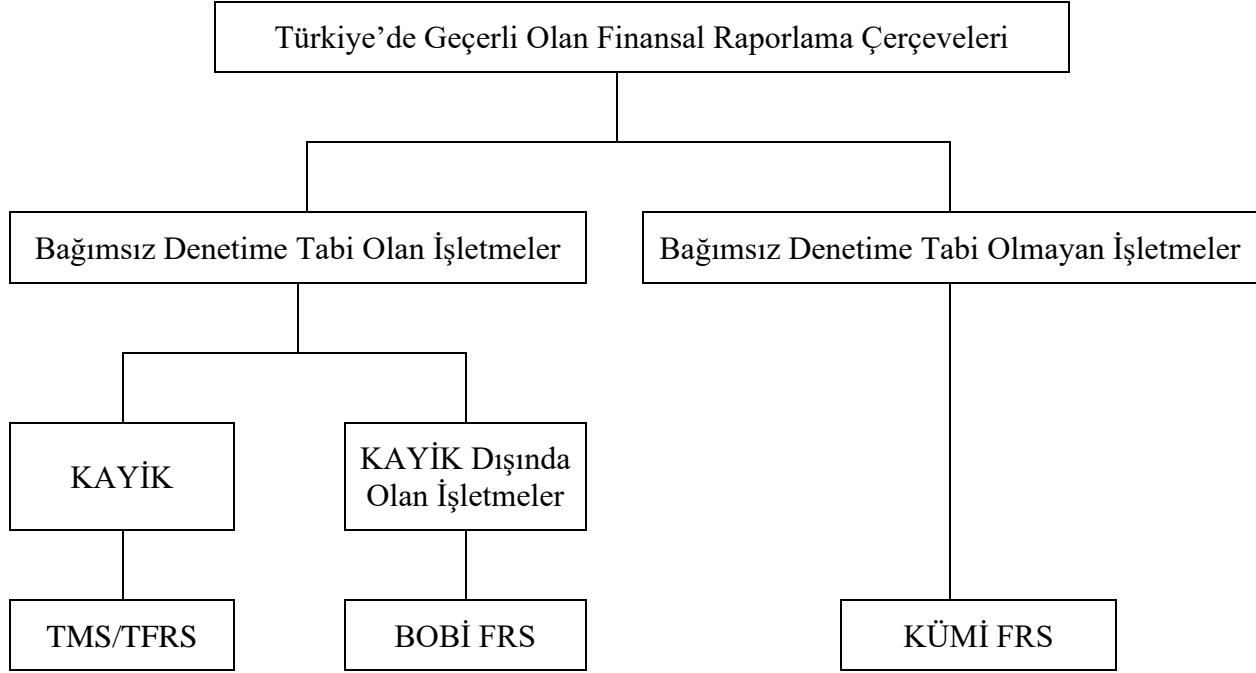 Türkiye’de Geçerli Olan Finansal Raporlama Çerçeveleri
Bağımsız Denetime Tabi Olan İşletmeler
Bağımsız Denetime Tabi Olmayan İşletmeler
KAYİK
KAYİK Dışında
Olan İşletmeler
TMS/TFRS
BOBİ FRS
KÜMİ FRS